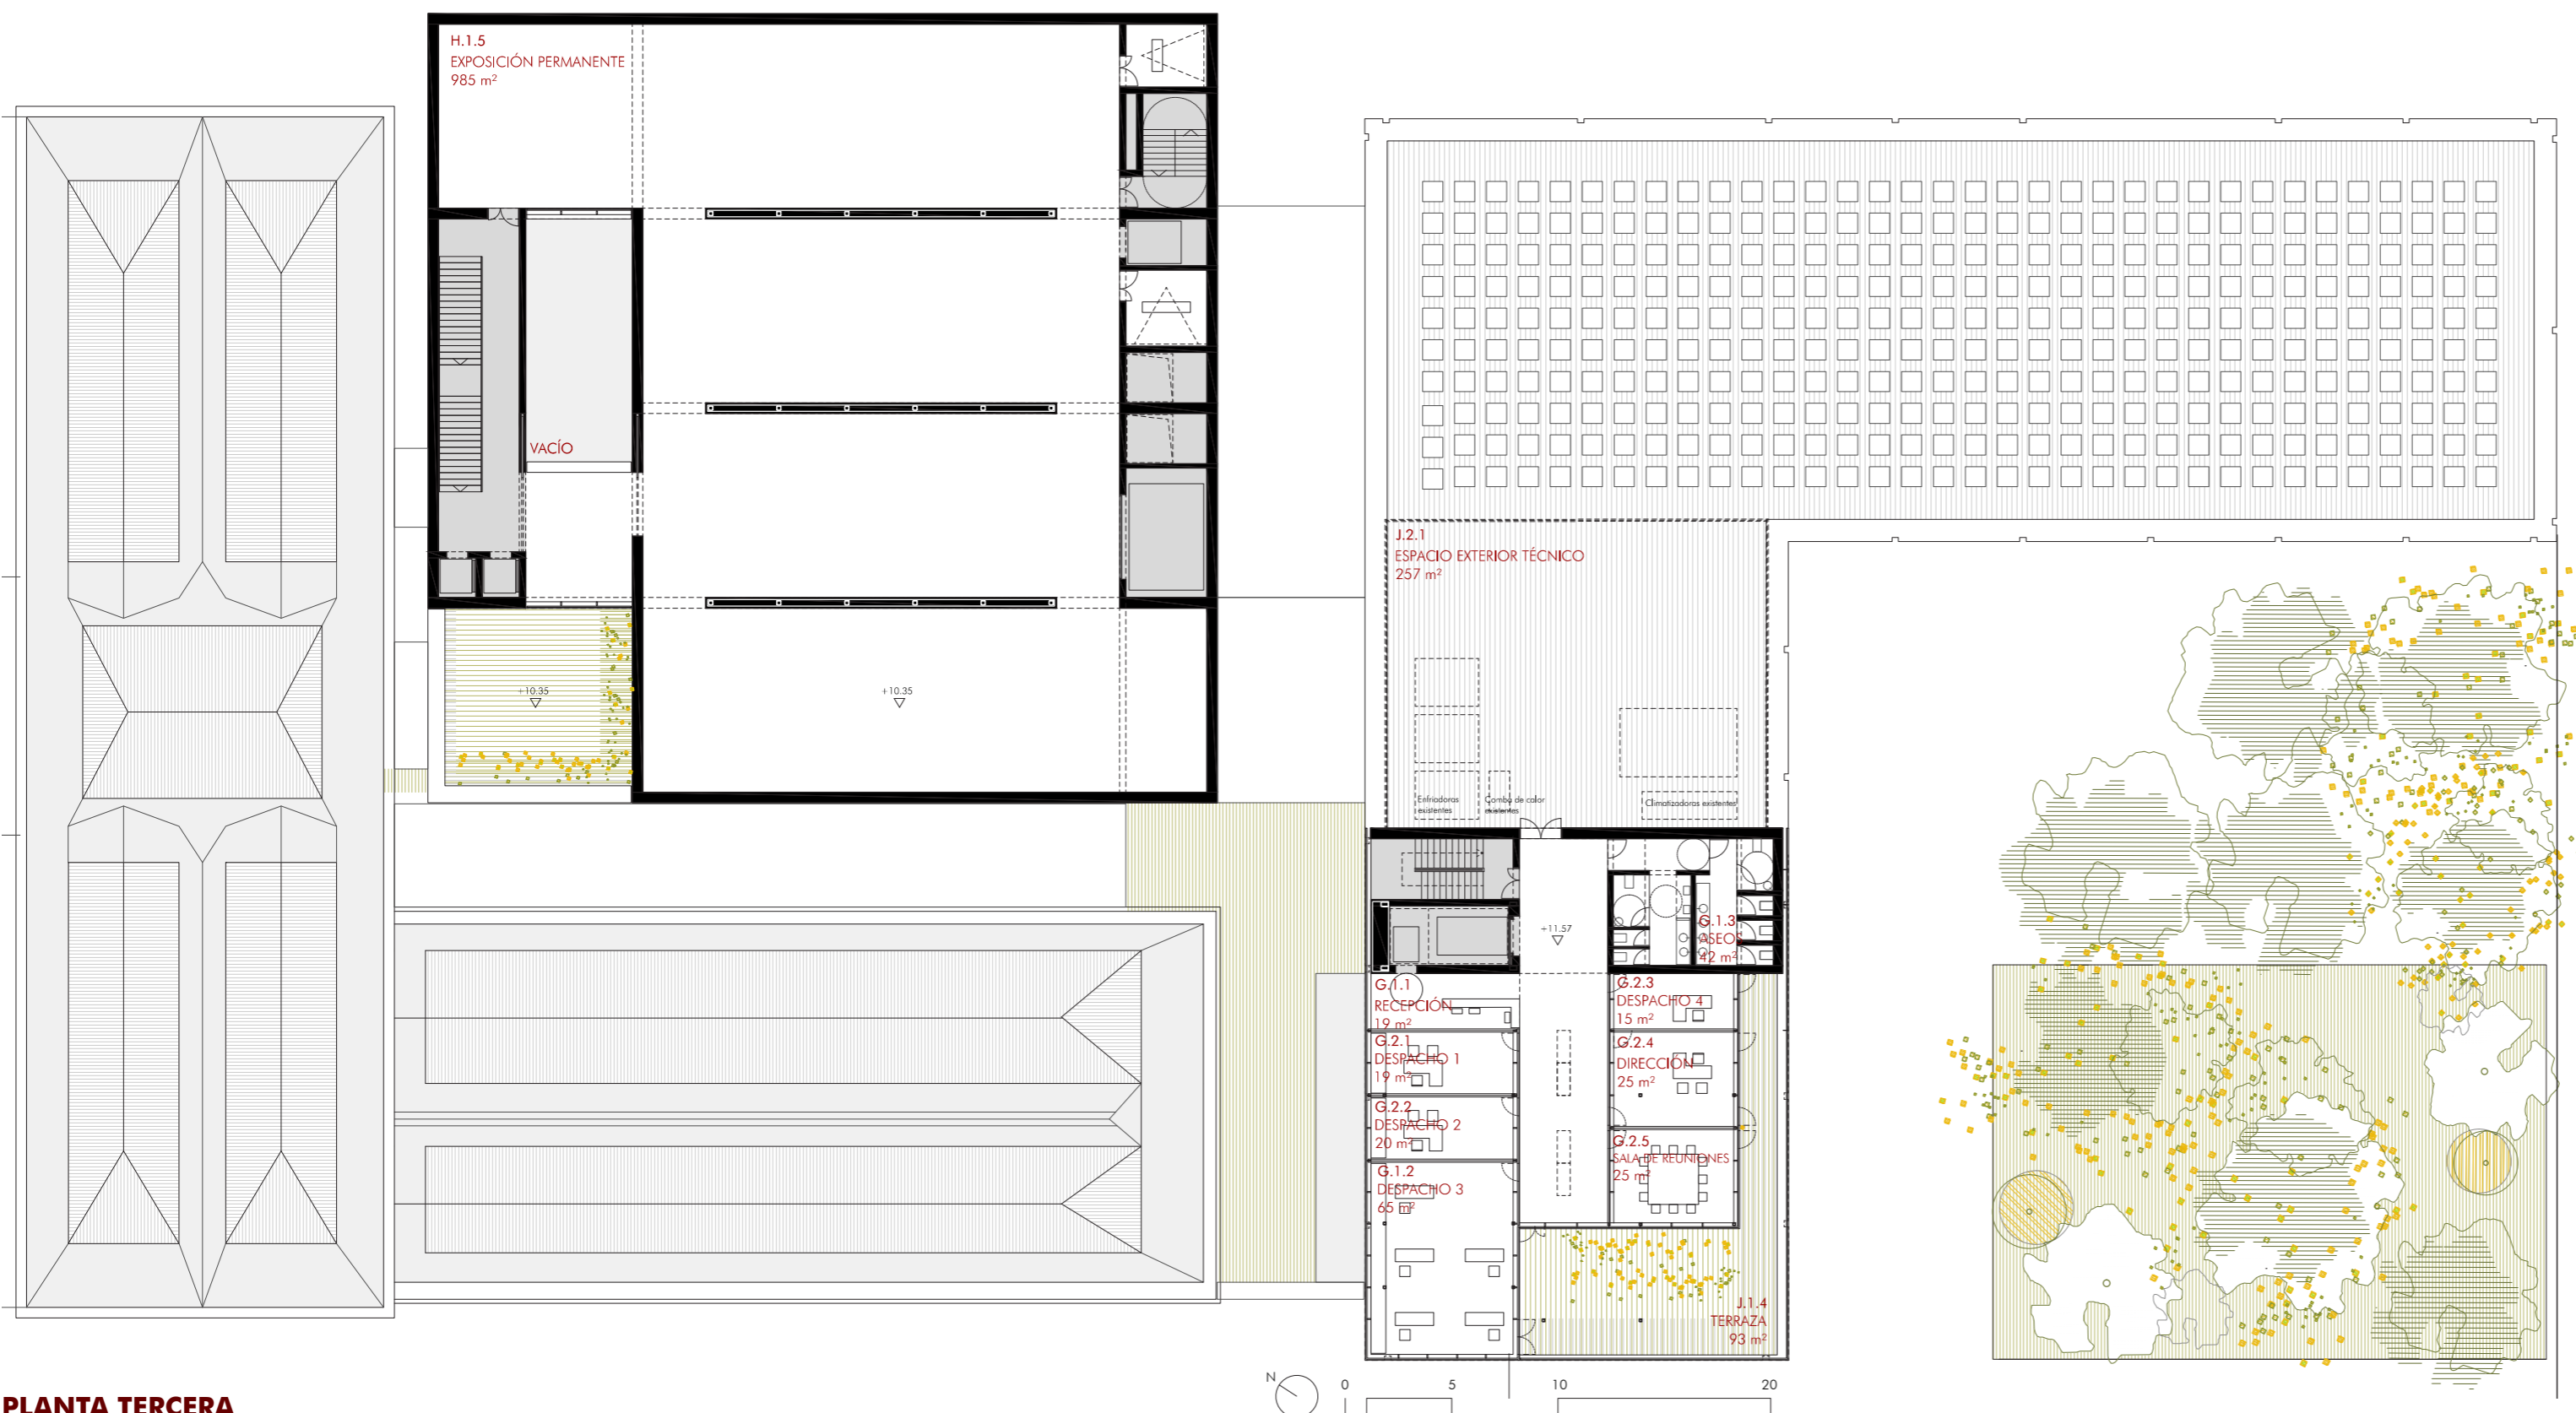 H.1.5
EXPOSICIÓN PERMANENTE
985 m²
VACÍO
+10.35
+10.35
J.2.1
ESPACIO EXTERIOR TÉCNICO
257 m²
Enfriadoras
existentes
Comba de calor
existentes
Climatizadoras existentes
+11.57
G.1.3
ASEOS
42 m²
G.1.1
RECEPCIÓN
19 m²
G.2.1
DESPACHO 1
19 m²
G.2.2
DESPACHO 2
20 m²
G.1.2
DESPACHO 3
65 m²
G.2.3
DESPACHO 4
15 m²
G.2.4
DIRECCIÓN
25 m²
G.2.5
SALA DE REUNIONES
25 m²
J.1.4
TERRAZA
93 m²
N
0 5 10 20
PLANTA TERCERA